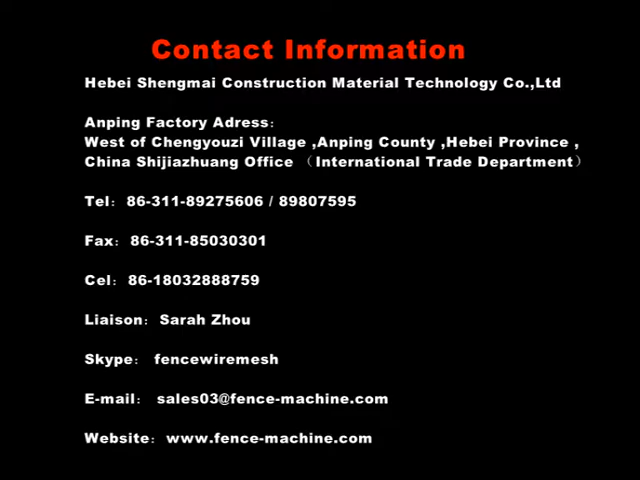 Contact Information
Hebei Shengmai Construction Material Technology Co.,Ltd
Anping Factory Adress：
West of Chengyouzi Village ,Anping County ,Hebei Province ,
China Shijiazhuang Office （International Trade Department）
Tel： 86-311-89275606 / 89807595
Fax： 86-311-85030301
Cel： 86-18032888759
Liaison： Sarah Zhou
Skype： fencewiremesh
E-mail： sales03@fence-machine.com
Website： www.fence-machine.com